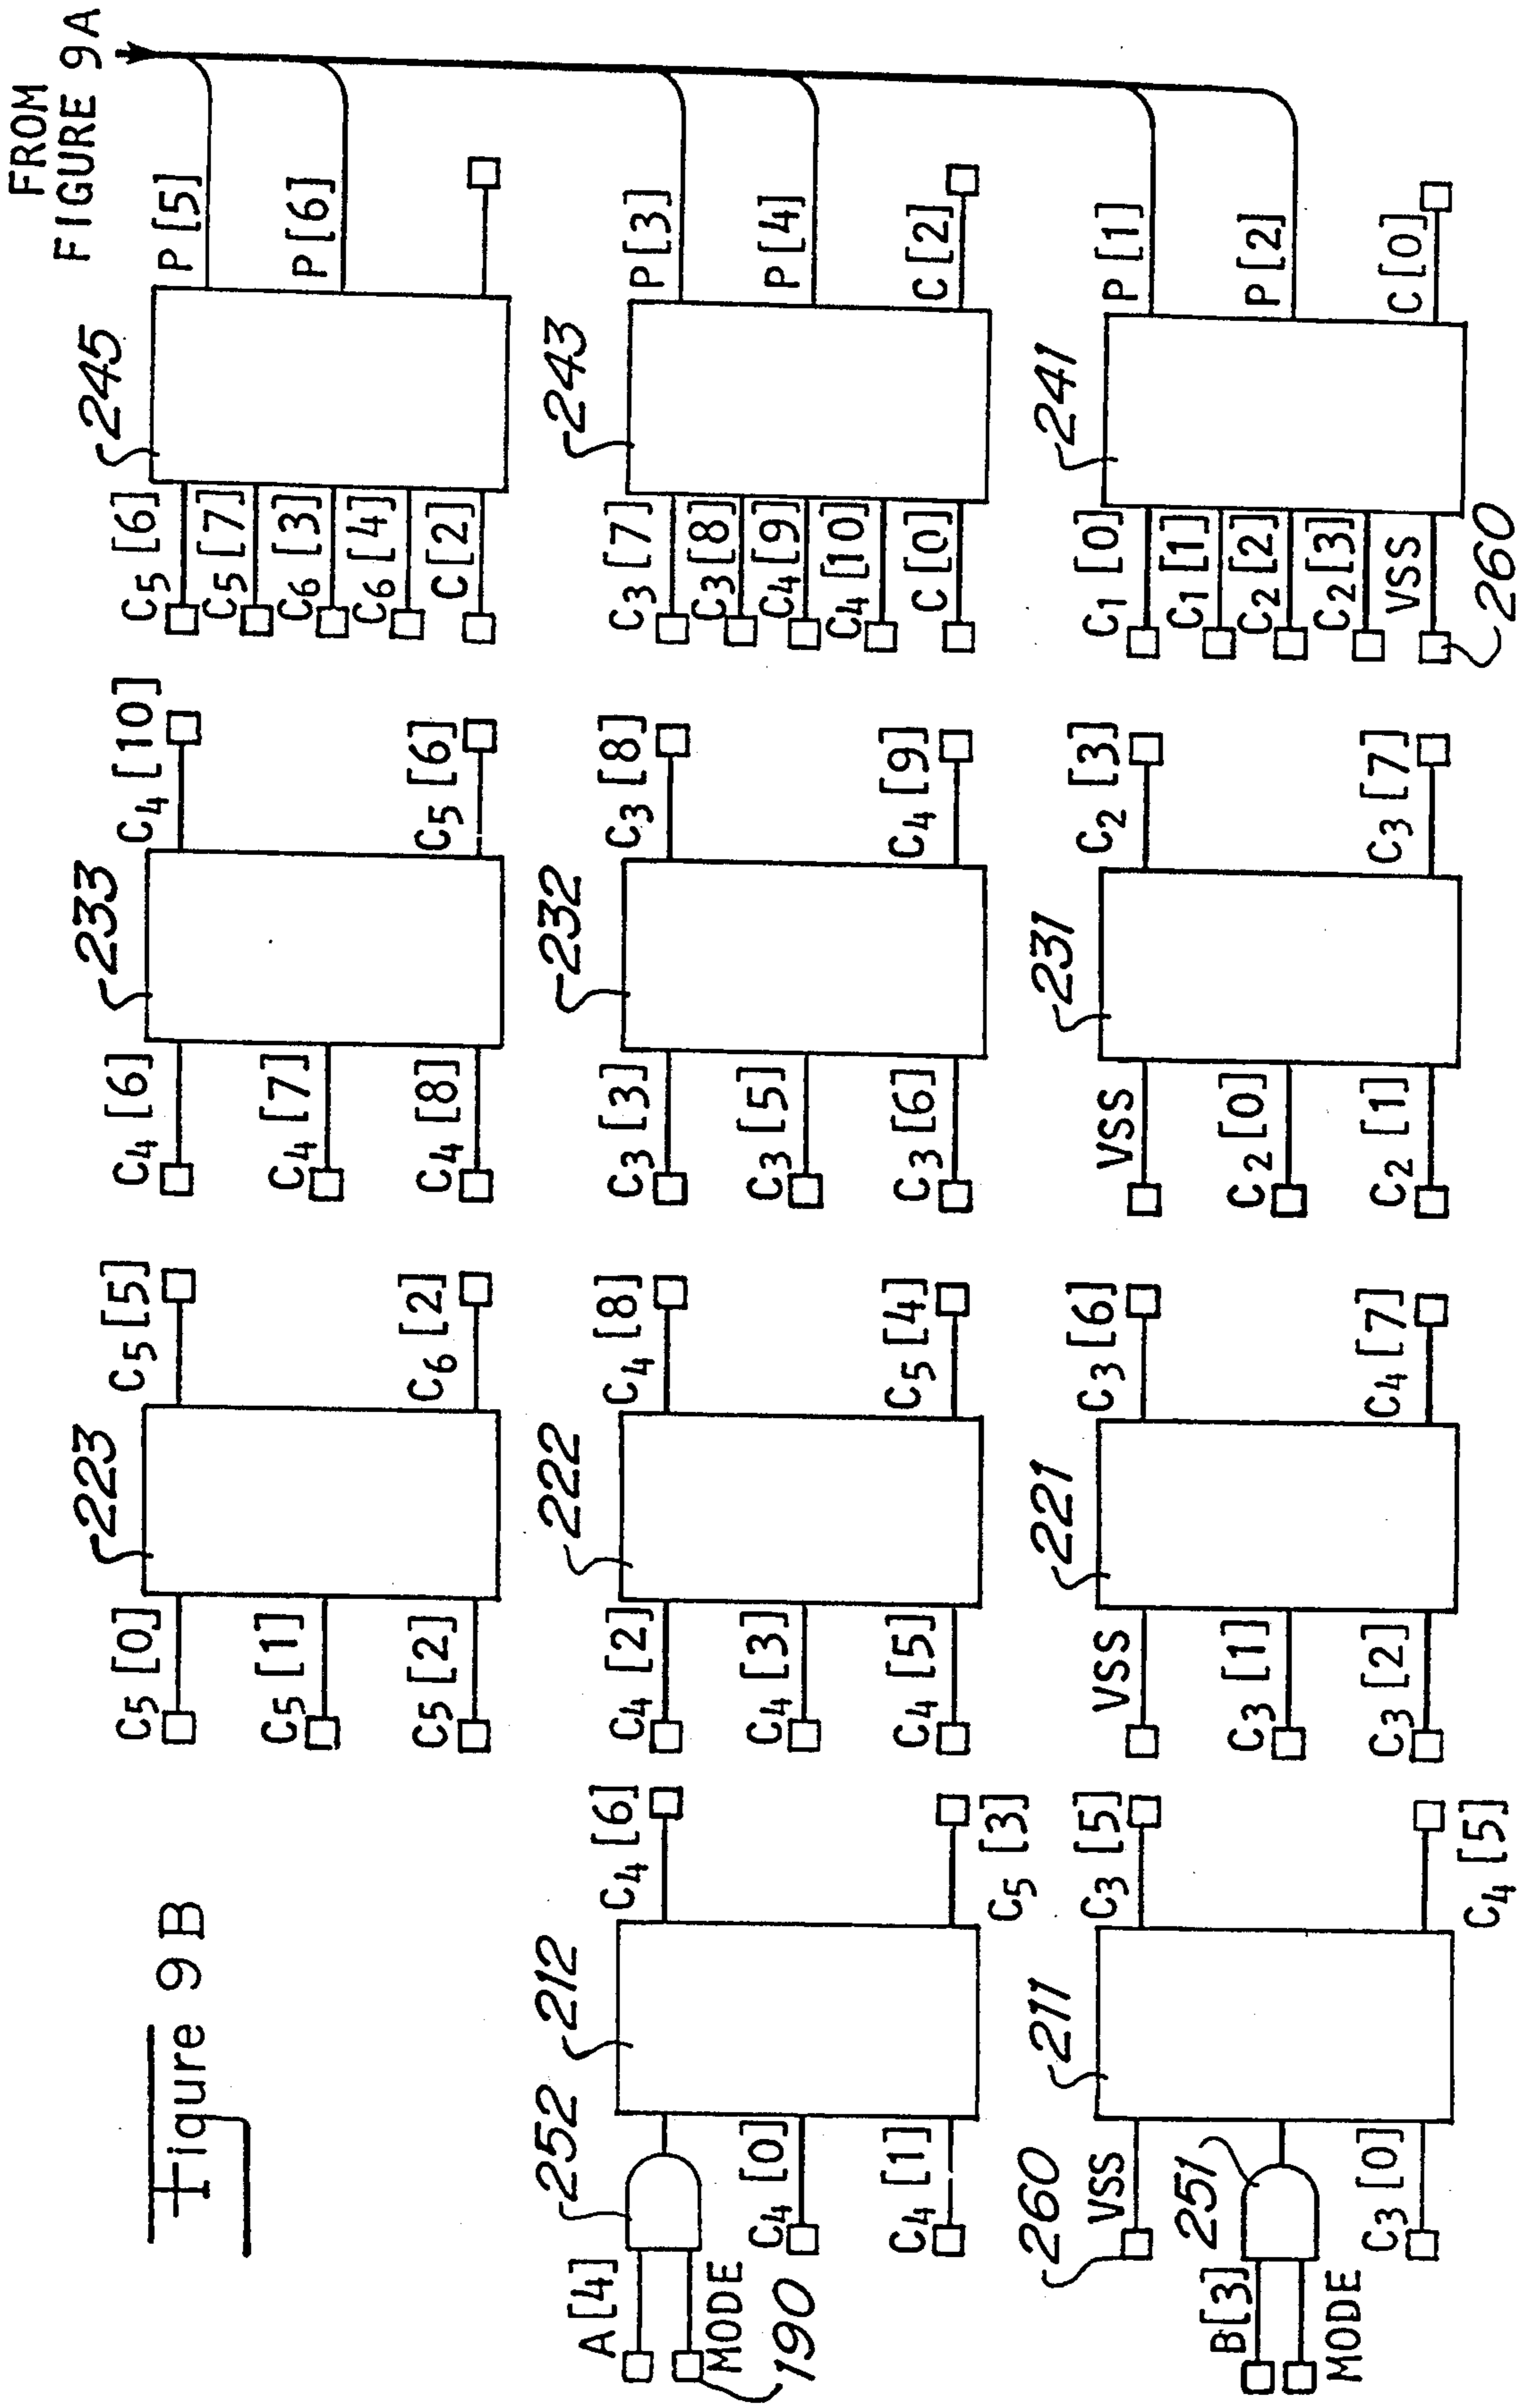 FROM
FIGURE 9A
245
C5 [6]
C5 [7]
C6 [3]
C6 [4]
C [2]
P [5]
P [6]
243
C3 [7]
C3 [8]
C4 [9]
C4 [10]
C [0]
P [3]
P [4]
C [2]
241
C1 [0]
C1 [1]
C2 [2]
C2 [3]
VSS
260
P [1]
P [2]
C [0]
233
C4 [6]
C4 [7]
C4 [8]
C4 [10]
C5 [6]
232
C3 [3]
C3 [5]
C3 [6]
C3 [8]
C4 [9]
231
VSS
C2 [0]
C2 [1]
C2 [3]
C3 [7]
223
C5 [0]
C5 [1]
C5 [2]
C5 [5]
C6 [2]
222
C4 [2]
C4 [3]
C4 [5]
C4 [8]
C5 [4]
221
VSS
C3 [1]
C3 [2]
C3 [6]
C4 [7]
Figure 9B
252
212
A [4]
MODE
190
C4 [0]
C4 [1]
C4 [6]
C5 [3]
260
VSS
251
211
B[3]
MODE
C3 [0]
C3 [5]
C4 [5]